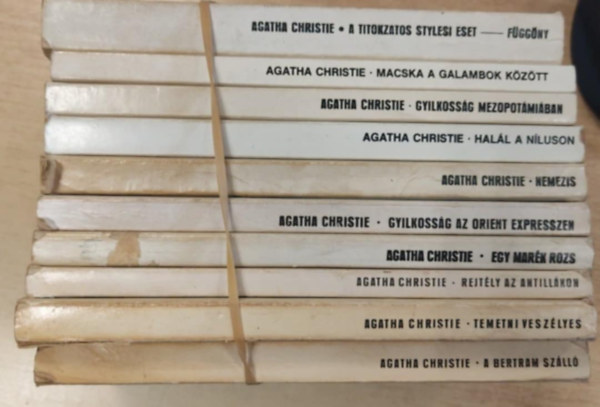 AGATHA CHRISTIE • A TITOKZATOS STYLESI ESET — FÜGGÖNY
AGATHA CHRISTIE · MACSKA A GALAMBOK KÖZÖTT
AGATHA CHRISTIE · GYILKOSSÁG MEZOPOTÁMIÁBAN
AGATHA CHRISTIE · HALÁL A NÍLUSON
AGATHA CHRISTIE · NEMEZIS
AGATHA CHRISTIE · GYILKOSSÁG AZ ORIENT EXPRESSZEN
AGATHA CHRISTIE · EGY MARÉK ROZS
AGATHA CHRISTIE · REJTÉLY AZ ANTILLÁKON
AGATHA CHRISTIE · TEMETNI VESZÉLYES
AGATHA CHRISTIE · A BERTRAM SZÁLLÓ